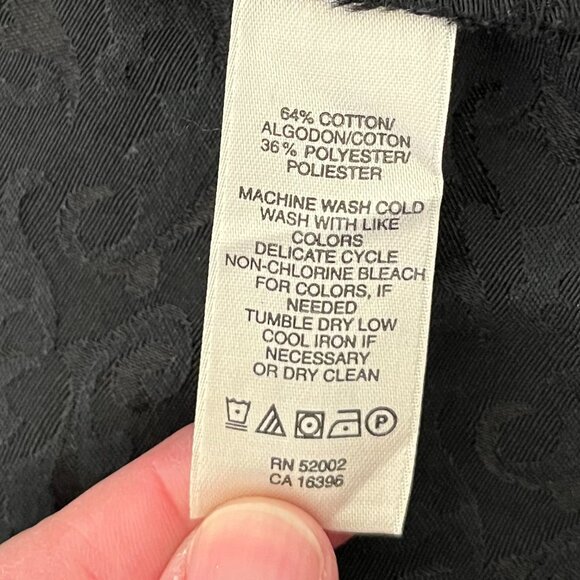 64% COTTON/
ALGODON/COTON
36% POLYESTER/
POLIESTER
MACHINE WASH COLD
WASH WITH LIKE
COLORS
DELICATE CYCLE
NON-CHLORINE BLEACH
FOR COLORS, IF
NEEDED
TUMBLE DRY LOW
COOL IRON IF
NECESSARY
OR DRY CLEAN
P
RN 52002
CA 16396